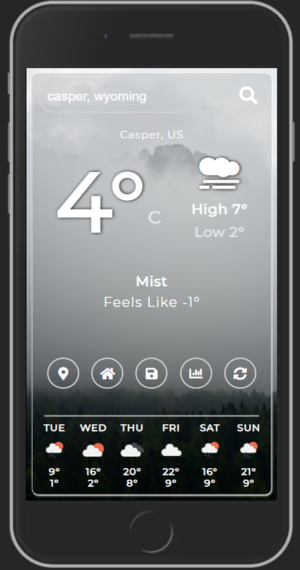 casper, wyoming
Casper, US
4° C
High 7°
Low 2°
Mist
Feels Like -1°
TUE WED THU FRI SAT SUN
9° 16° 20° 22° 16° 21°
1° 2° 8° 9° 9° 9°